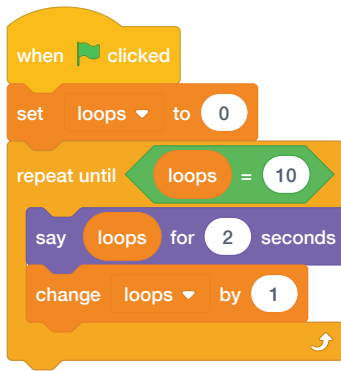 when clicked
set loops to 0
repeat until loops = 10
say loops for 2 seconds
change loops by 1